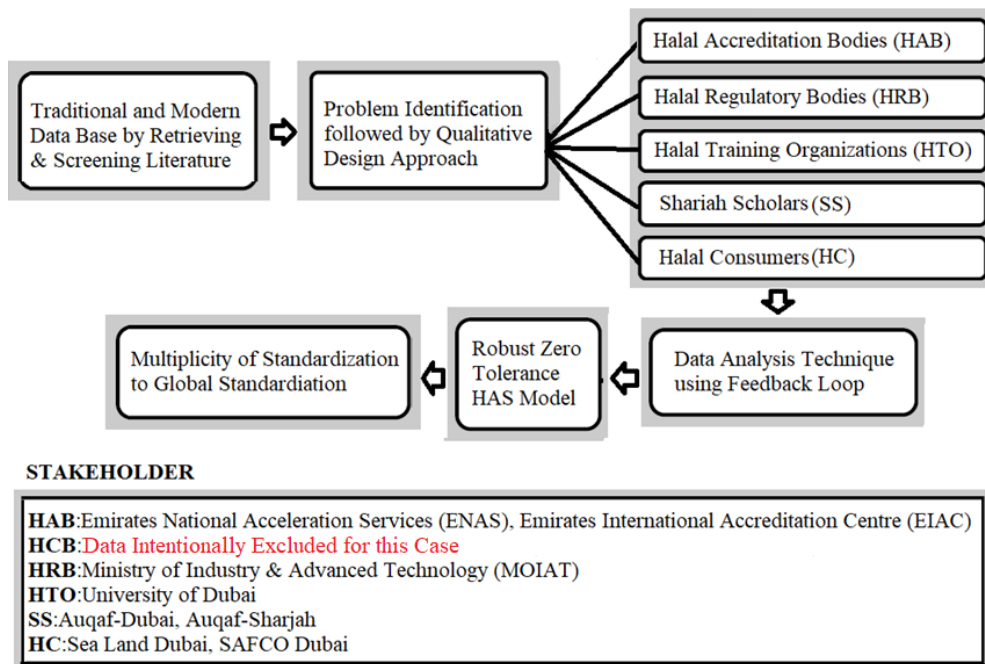 Traditional and Modern
Data Base by Retrieving
& Screening Literature
Problem Identification
followed by Qualitative
Design Approach
Halal Accreditation Bodies (HAB)
Halal Regulatory Bodies (HRB)
Halal Training Organizations (HTO)
Shariah Scholars (SS)
Halal Consumers (HC)
Multiplicity of Standardization
to Global Standardiation
Robust Zero
Tolerance
HAS Model
Data Analysis Technique
using Feedback Loop
STAKEHOLDER
HAB:Emirates National Acceleration Services (ENAS), Emirates International Accreditation Centre (EIAC)
HCB:Data Intentionally Excluded for this Case
HRB:Ministry of Industry & Advanced Technology (MOIAT)
HTO:University of Dubai
SS:Auqaf-Dubai, Auqaf-Sharjah
HC:Sea Land Dubai, SAFCO Dubai